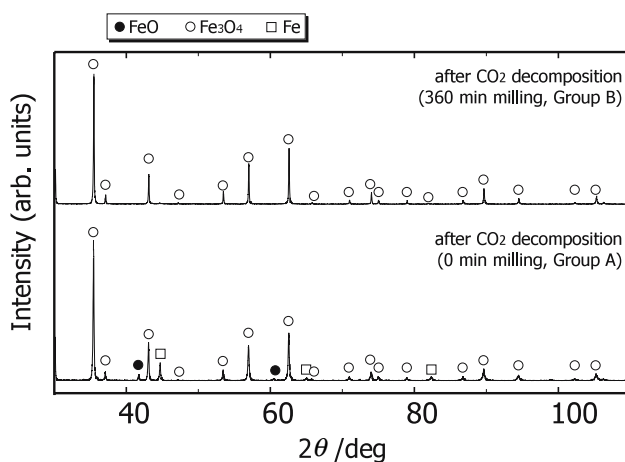 ● FeO ○ Fe3O4 □ Fe
after CO2 decomposition
(360 min milling, Group B)
after CO2 decomposition
(0 min milling, Group A)
Intensity (arb. units)
40 60 80 100
2θ /deg